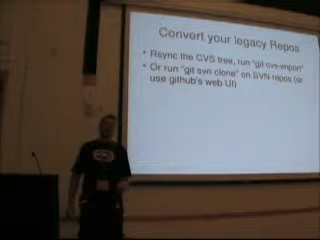 Convert your legacy Repos
• Rsync the CVS tree, run "git cvs-import"
• Or run "git svn clone" on SVN repos (or
use github's web UI)